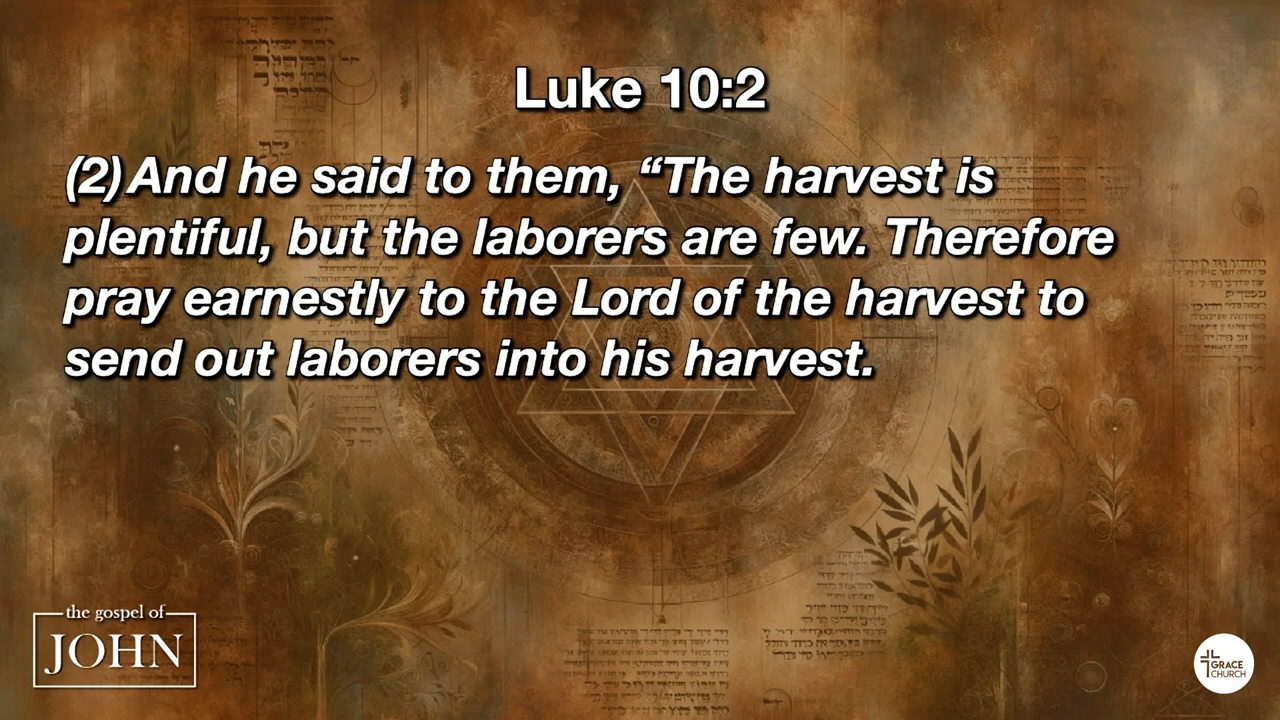 Luke 10:2
(2) And he said to them, “The harvest is
plentiful, but the laborers are few. Therefore
pray earnestly to the Lord of the harvest to
send out laborers into his harvest.
the gospel of
JOHN
GRACE
CHURCH